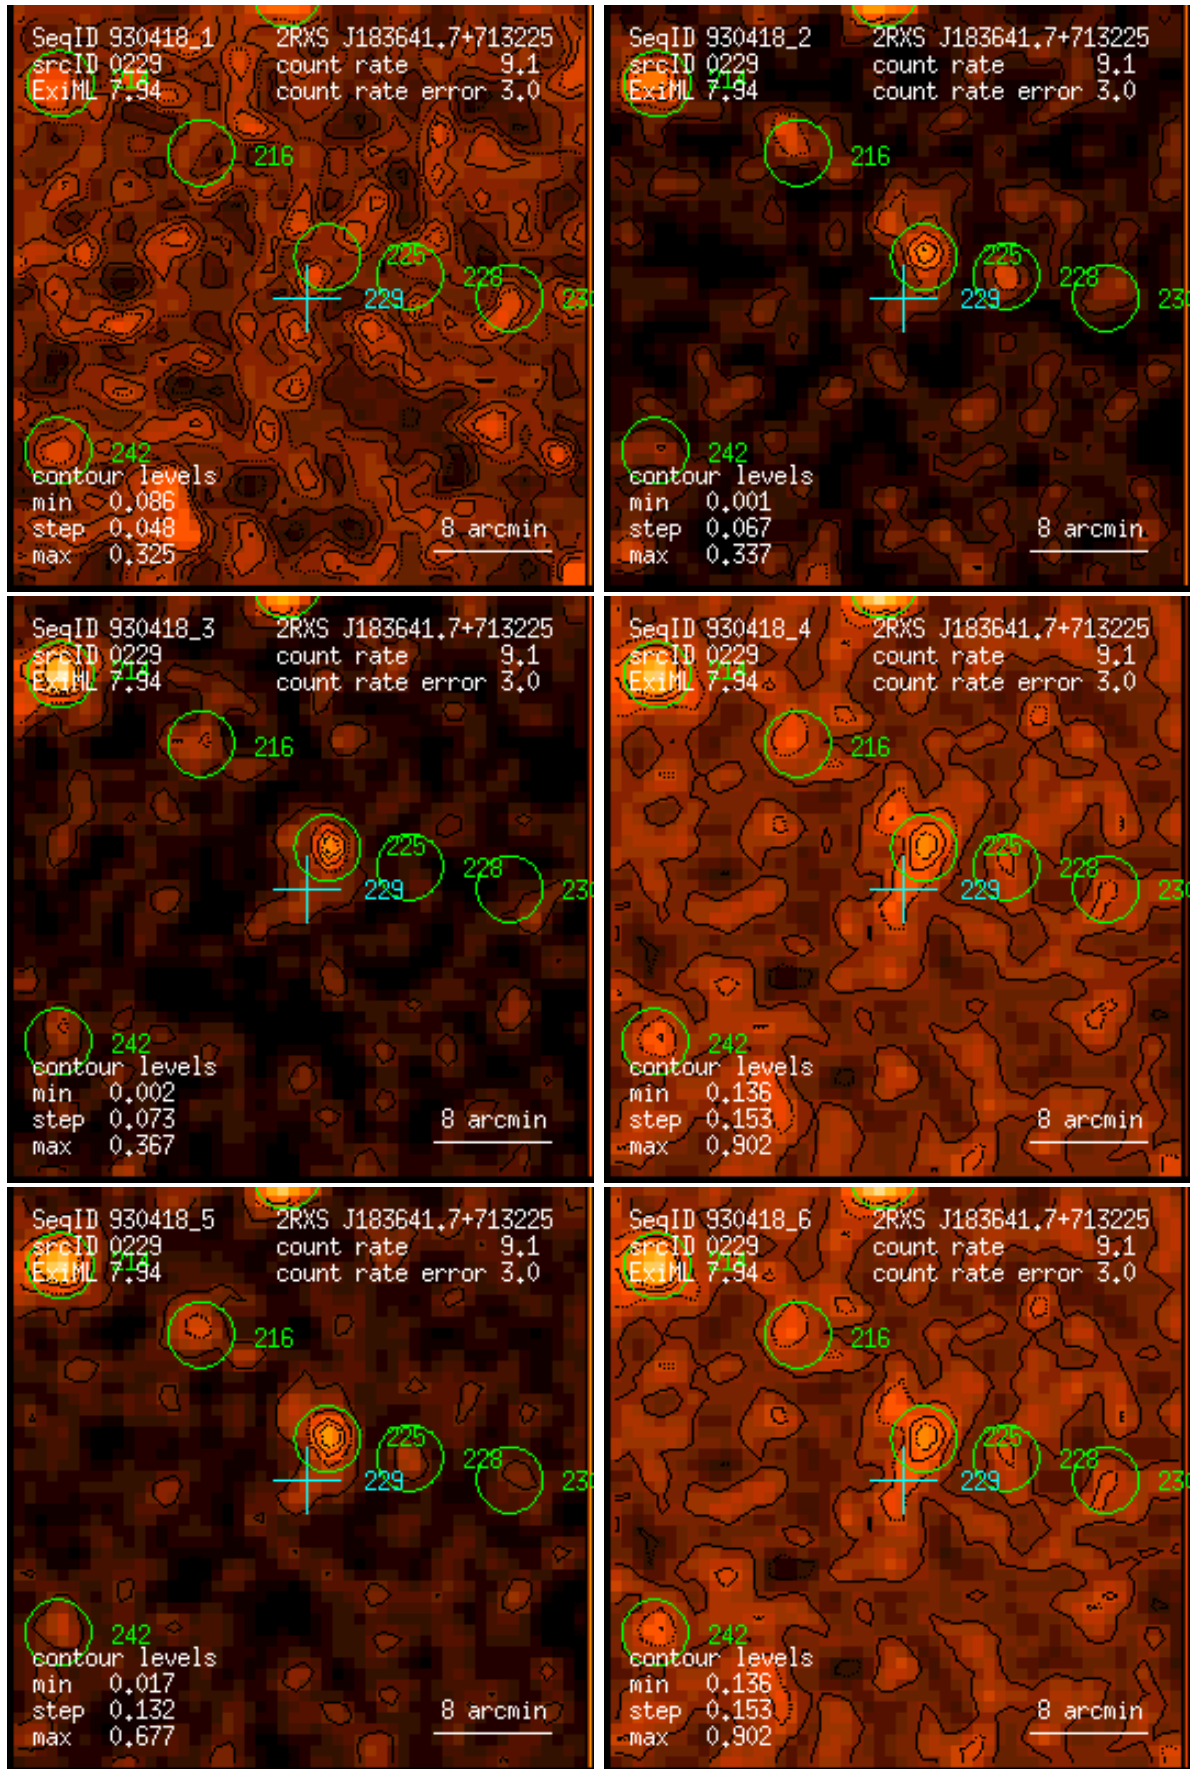 SeqID 930418_1 2RXS J183641.7+713225
srcID 0229 count rate 9.1
214
ExiML 7.94 count rate error 3.0
216
225
228
229 230
242
contour levels
min 0.086
step 0.048 8 arcmin
max 0.325
SeqID 930418_2 2RXS J183641.7+713225
srcID 0229 count rate 9.1
214
ExiML 7.94 count rate error 3.0
216
225
228
229 230
242
contour levels
min 0.001
step 0.067 8 arcmin
max 0.337
SeqID 930418_3 2RXS J183641.7+713225
srcID 0229 count rate 9.1
214
ExiML 7.94 count rate error 3.0
216
225
228
229 230
242
contour levels
min 0.002
step 0.073 8 arcmin
max 0.367
SeqID 930418_4 2RXS J183641.7+713225
srcID 0229 count rate 9.1
214
ExiML 7.94 count rate error 3.0
216
225
228
229 230
242
contour levels
min 0.136
step 0.153 8 arcmin
max 0.902
SeqID 930418_5 2RXS J183641.7+713225
srcID 0229 count rate 9.1
214
ExiML 7.94 count rate error 3.0
216
225
228
229 230
242
contour levels
min 0.017
step 0.132 8 arcmin
max 0.677
SeqID 930418_6 2RXS J183641.7+713225
srcID 0229 count rate 9.1
214
ExiML 7.94 count rate error 3.0
216
225
228
229 230
242
contour levels
min 0.136
step 0.153 8 arcmin
max 0.902